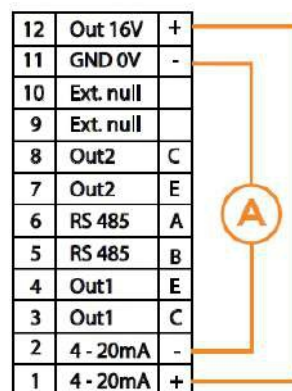 12 Out 16V +
11 GND 0V -
10 Ext. null
9 Ext. null
8 Out2 C
7 Out2 E
6 RS 485 A
5 RS 485 B
4 Out1 E
3 Out1 C
2 4 - 20mA -
1 4 - 20mA +
A